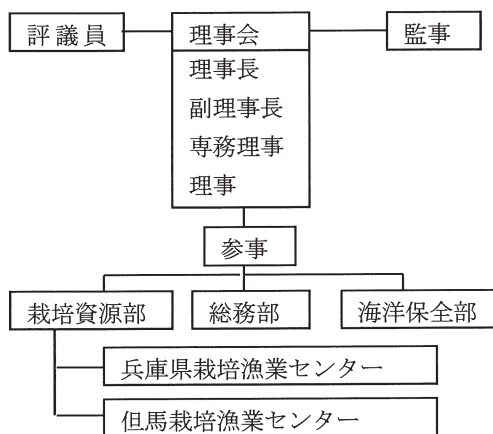 評議員
理事会
監事
理事長
副理事長
専務理事
理事
参事
栽培資源部
総務部
海洋保全部
兵庫県栽培漁業センター
但馬栽培漁業センター